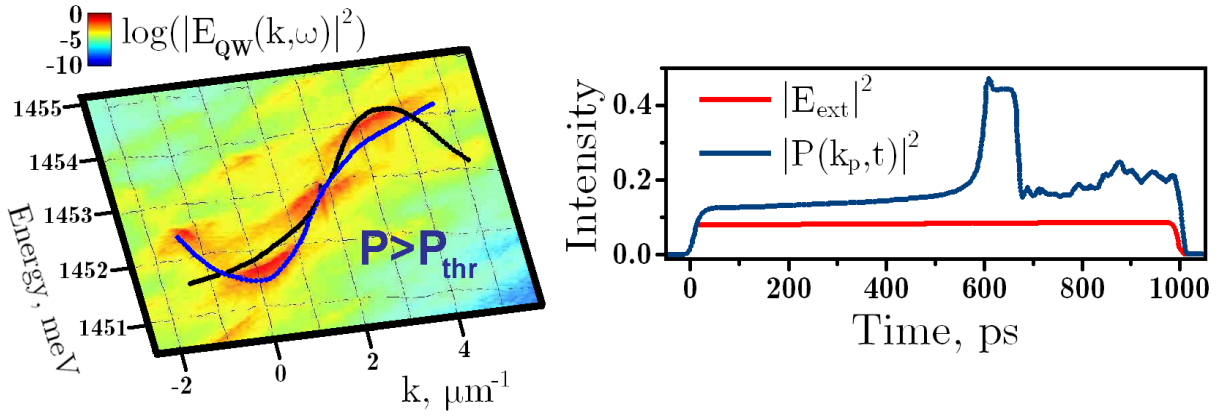 0
-5
-10
log(|E_QW(k,ω)|²)
1455
1454
1453
1452
1451
Energy, meV
P>P_thr
-2
0
2
4
k, μm⁻¹
0.4
0.2
0.0
Intensity
|E_ext|²
|P(k_p,t)|²
0
200
400
600
800
1000
Time, ps